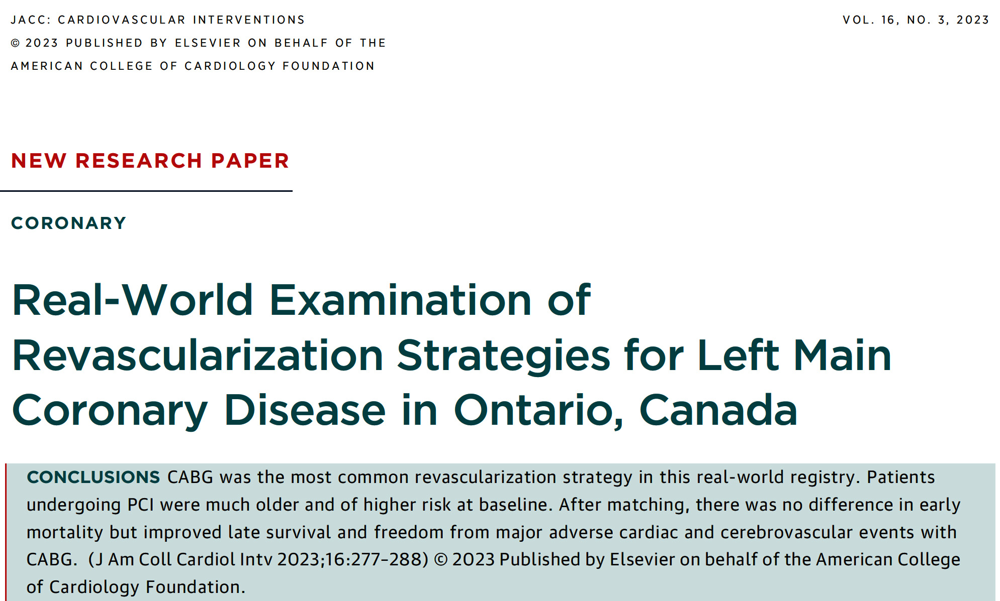 JACC: CARDIOVASCULAR INTERVENTIONS
VOL. 16, NO. 3, 2023
© 2023 PUBLISHED BY ELSEVIER ON BEHALF OF THE
AMERICAN COLLEGE OF CARDIOLOGY FOUNDATION
NEW RESEARCH PAPER
CORONARY
Real-World Examination of
Revascularization Strategies for Left Main
Coronary Disease in Ontario, Canada
CONCLUSIONS CABG was the most common revascularization strategy in this real-world registry. Patients
undergoing PCI were much older and of higher risk at baseline. After matching, there was no difference in early
mortality but improved late survival and freedom from major adverse cardiac and cerebrovascular events with
CABG. (J Am Coll Cardiol Intv 2023;16:277–288) © 2023 Published by Elsevier on behalf of the American College
of Cardiology Foundation.